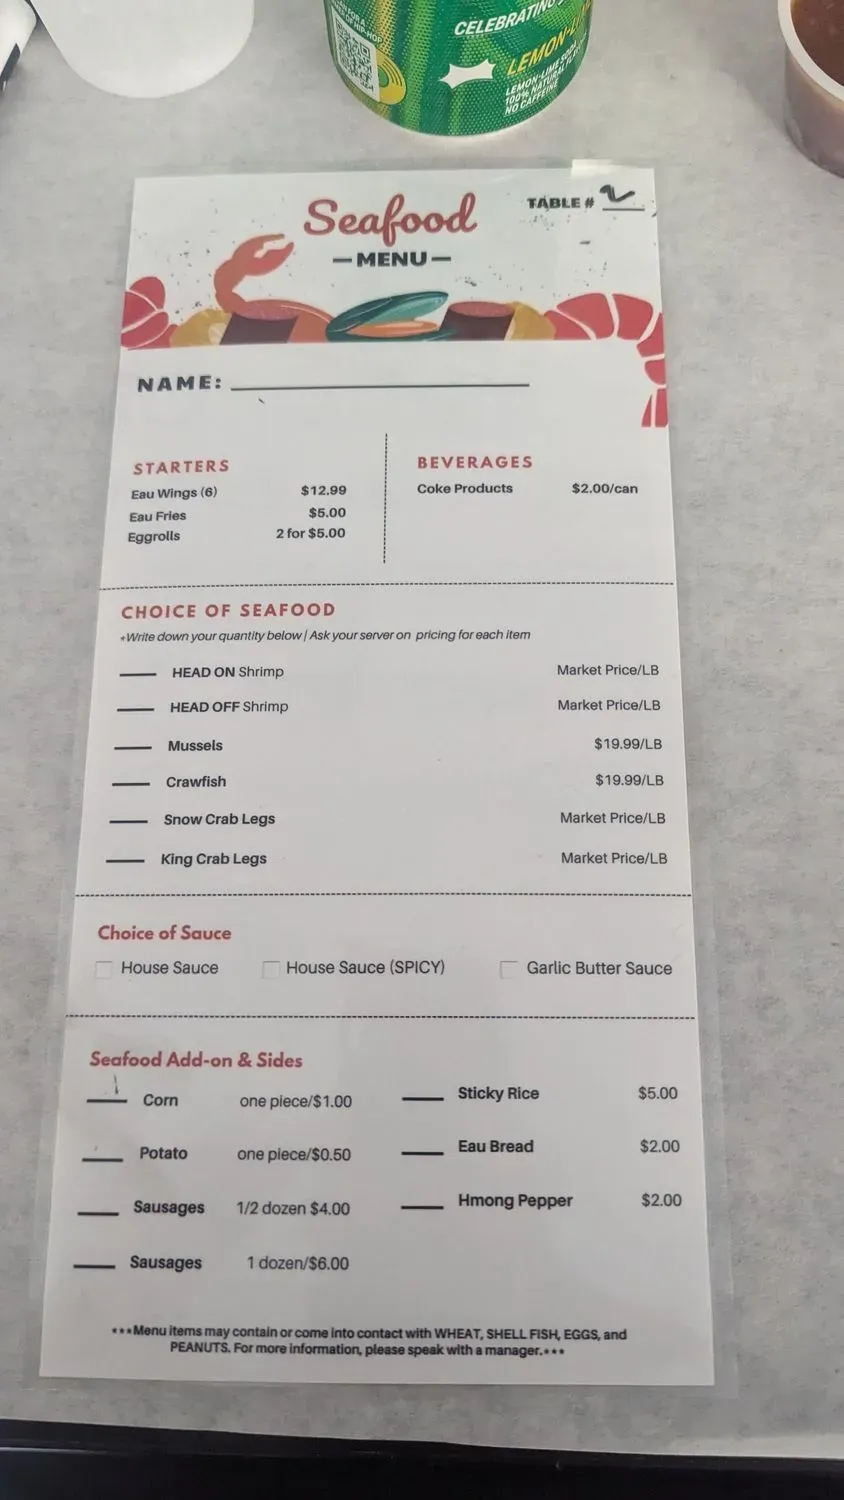 CELEBRATING
OF HIP-HOP
LEMON-LI
LEMON-LIME SODA
100% NATURAL
NO CAFFEINE
Seafood
TABLE # 2
—MENU—
NAME:
STARTERS
Eau Wings (6) $12.99
Eau Fries $5.00
Eggrolls 2 for $5.00
BEVERAGES
Coke Products $2.00/can
CHOICE OF SEAFOOD
*Write down your quantity below | Ask your server on pricing for each item
HEAD ON Shrimp Market Price/LB
HEAD OFF Shrimp Market Price/LB
Mussels $19.99/LB
Crawfish $19.99/LB
Snow Crab Legs Market Price/LB
King Crab Legs Market Price/LB
Choice of Sauce
House Sauce House Sauce (SPICY) Garlic Butter Sauce
Seafood Add-on & Sides
Corn one piece/$1.00
Potato one piece/$0.50
Sausages 1/2 dozen $4.00
Sausages 1 dozen/$6.00
Sticky Rice $5.00
Eau Bread $2.00
Hmong Pepper $2.00
***Menu items may contain or come into contact with WHEAT, SHELL FISH, EGGS, and
PEANUTS. For more information, please speak with a manager.***